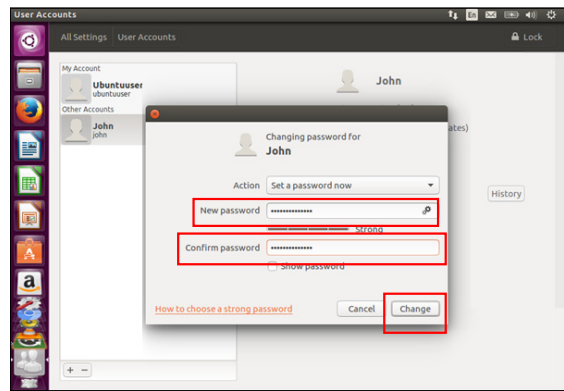 User Accounts
En
All Settings User Accounts
Lock
My Account
Ubuntuuser
ubuntuuser
Other Accounts
John
john
John
ates)
History
Changing password for
John
Action Set a password now
New password ••••••••••••••
Strong
Confirm password ••••••••••••••
Show password
How to choose a strong password Cancel Change
+ −